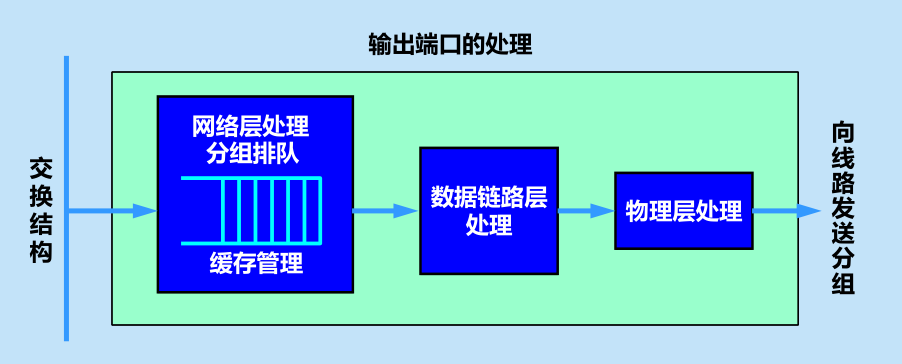 输出端口的处理
交换结构
网络层处理
分组排队
缓存管理
数据链路层
处理
物理层处理
向线路发送分组